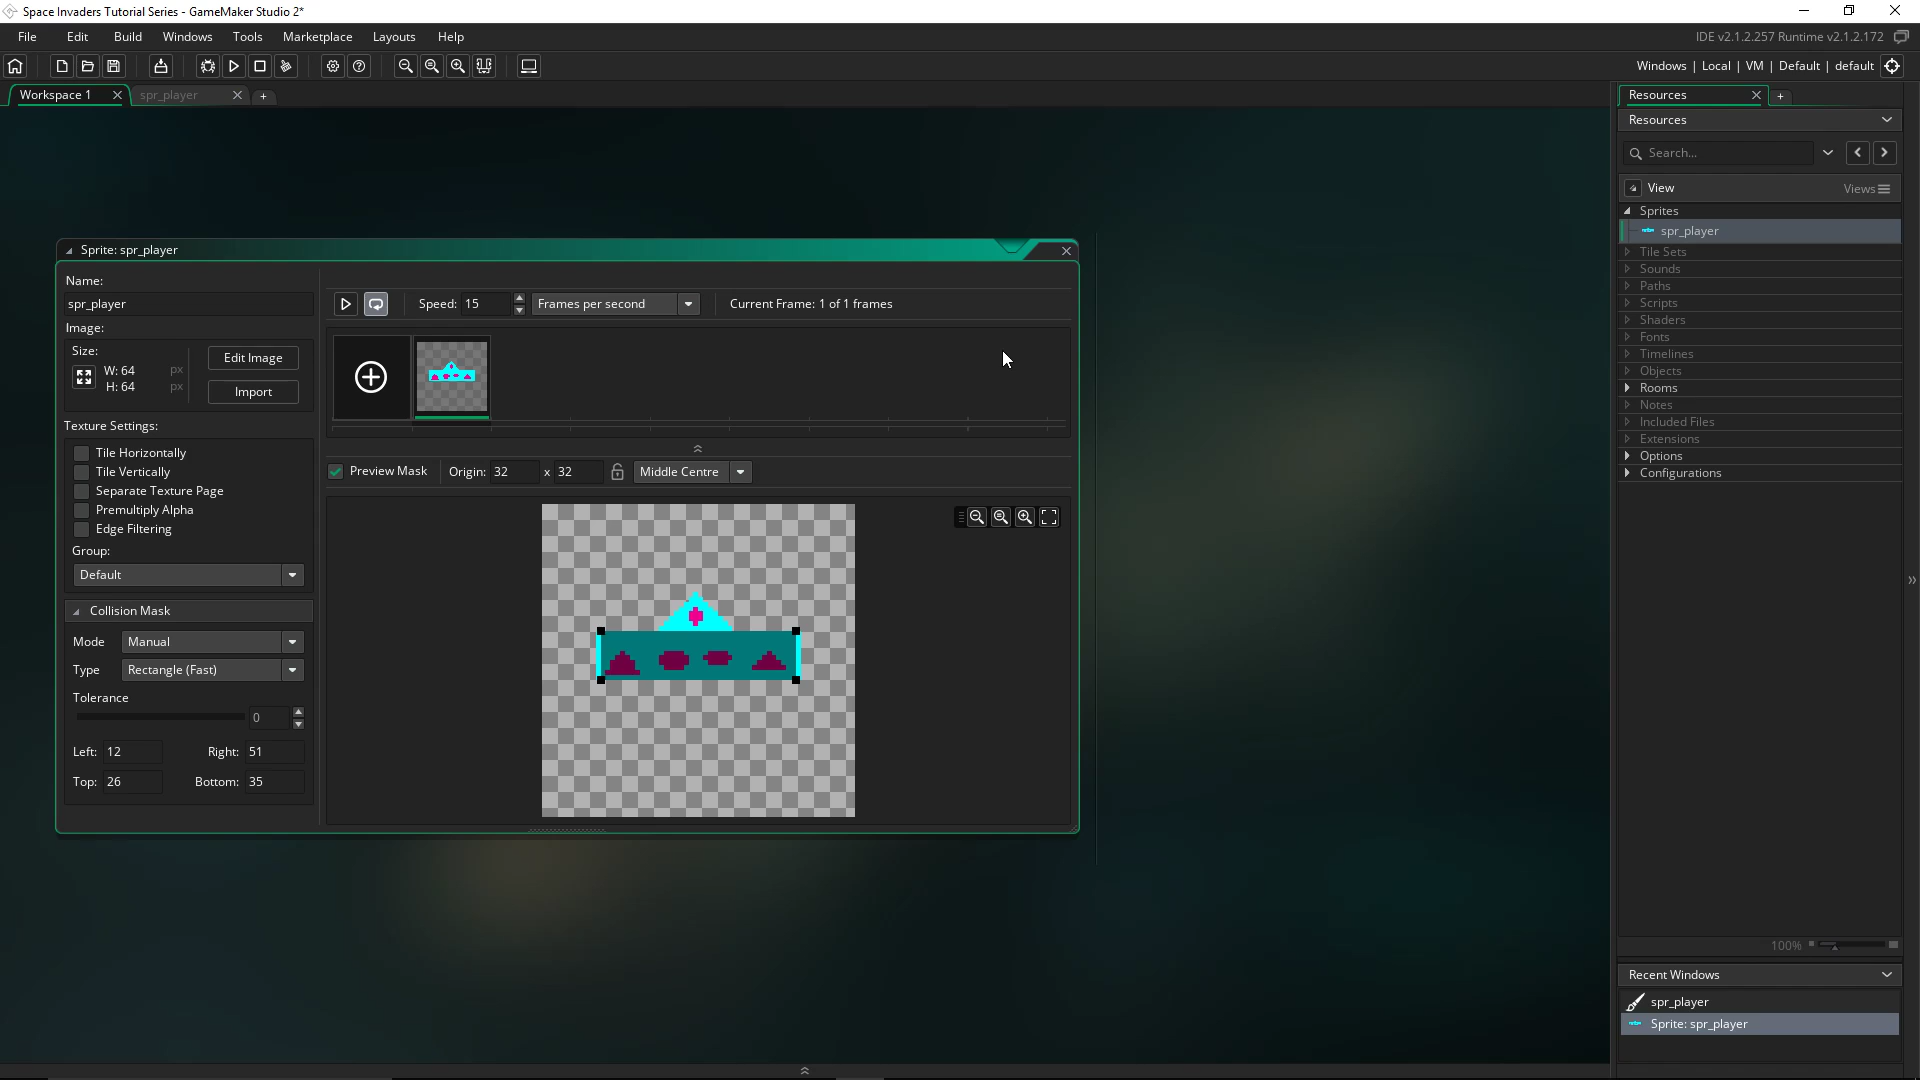 Space Invaders Tutorial Series - GameMaker Studio 2*
File Edit Build Windows Tools Marketplace Layouts Help
IDE v2.1.2.257 Runtime v2.1.2.172
Windows | Local | VM | Default | default
Workspace 1
spr_player
Resources
Resources
Search...
View
Views
Sprites
spr_player
Tile Sets
Sounds
Paths
Scripts
Shaders
Fonts
Timelines
Objects
Rooms
Notes
Included Files
Extensions
Options
Configurations
100%
Recent Windows
spr_player
Sprite: spr_player
Sprite: spr_player
Name:
spr_player
Image:
Size:
W: 64 px
H: 64 px
Edit Image
Import
Texture Settings:
Tile Horizontally
Tile Vertically
Separate Texture Page
Premultiply Alpha
Edge Filtering
Group:
Default
Collision Mask
Mode Manual
Type Rectangle (Fast)
Tolerance
0
Left: 12 Right: 51
Top: 26 Bottom: 35
Speed: 15 Frames per second Current Frame: 1 of 1 frames
Preview Mask Origin: 32 x 32 Middle Centre